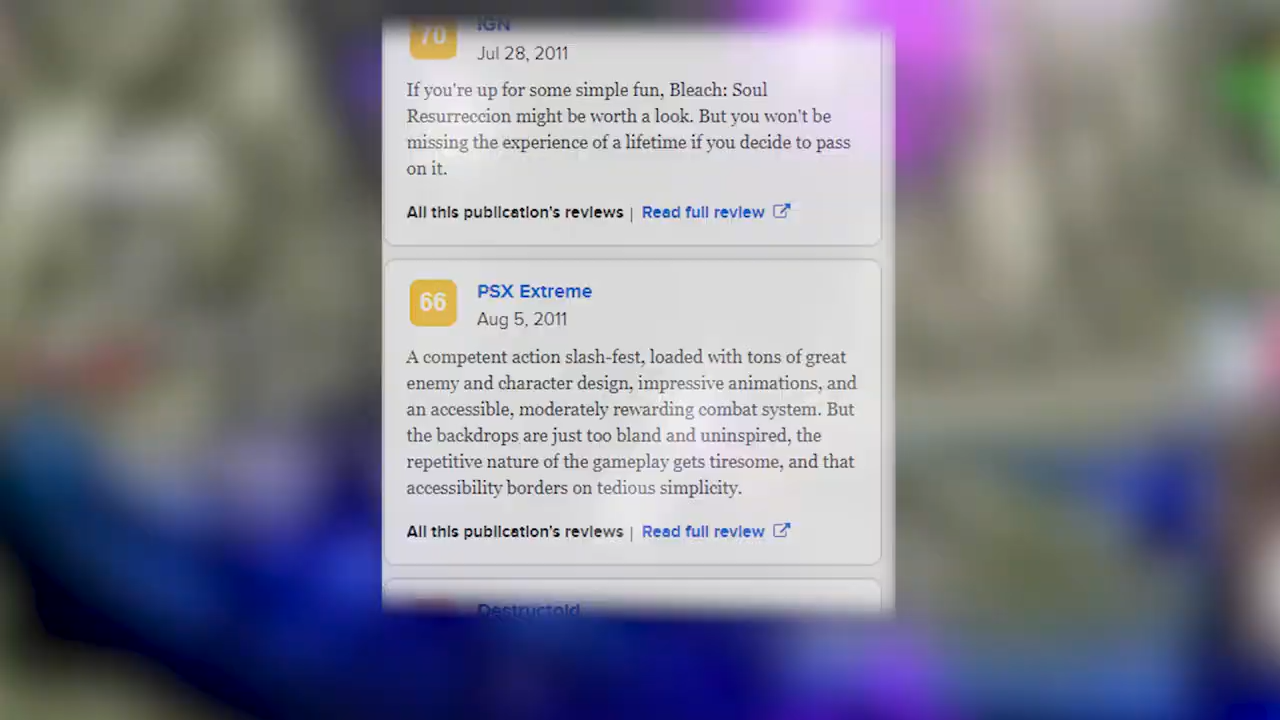 70
IGN
Jul 28, 2011
If you're up for some simple fun, Bleach: Soul
Resurreccion might be worth a look. But you won't be
missing the experience of a lifetime if you decide to pass
on it.
All this publication's reviews | Read full review
66
PSX Extreme
Aug 5, 2011
A competent action slash-fest, loaded with tons of great
enemy and character design, impressive animations, and
an accessible, moderately rewarding combat system. But
the backdrops are just too bland and uninspired, the
repetitive nature of the gameplay gets tiresome, and that
accessibility borders on tedious simplicity.
All this publication's reviews | Read full review
Destructoid